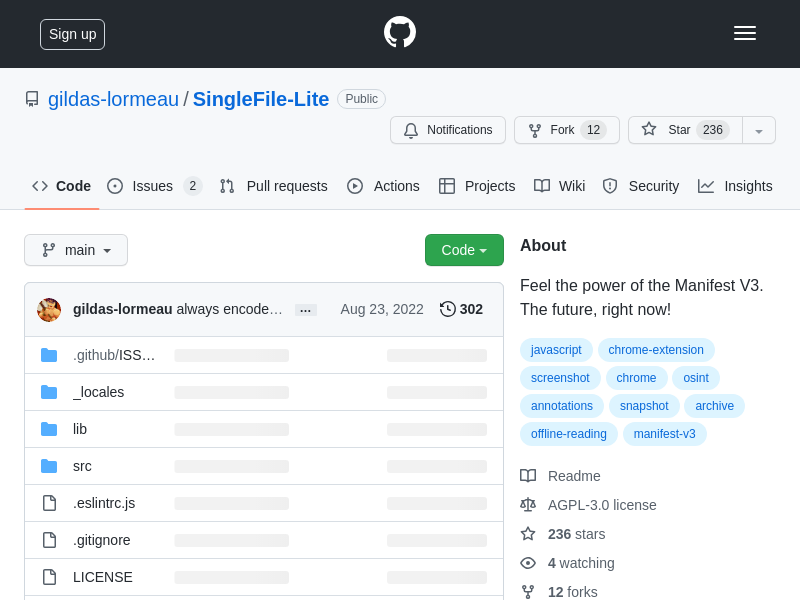 Sign up
gildas-lormeau / SingleFile-Lite Public
Notifications Fork 12 Star 236
Code Issues 2 Pull requests Actions Projects Wiki Security Insights
main Code
gildas-lormeau always encode… … Aug 23, 2022 302
.github/ISS…
_locales
lib
src
.eslintrc.js
.gitignore
LICENSE
About
Feel the power of the Manifest V3.
The future, right now!
javascript chrome-extension
screenshot chrome osint
annotations snapshot archive
offline-reading manifest-v3
Readme
AGPL-3.0 license
236 stars
4 watching
12 forks